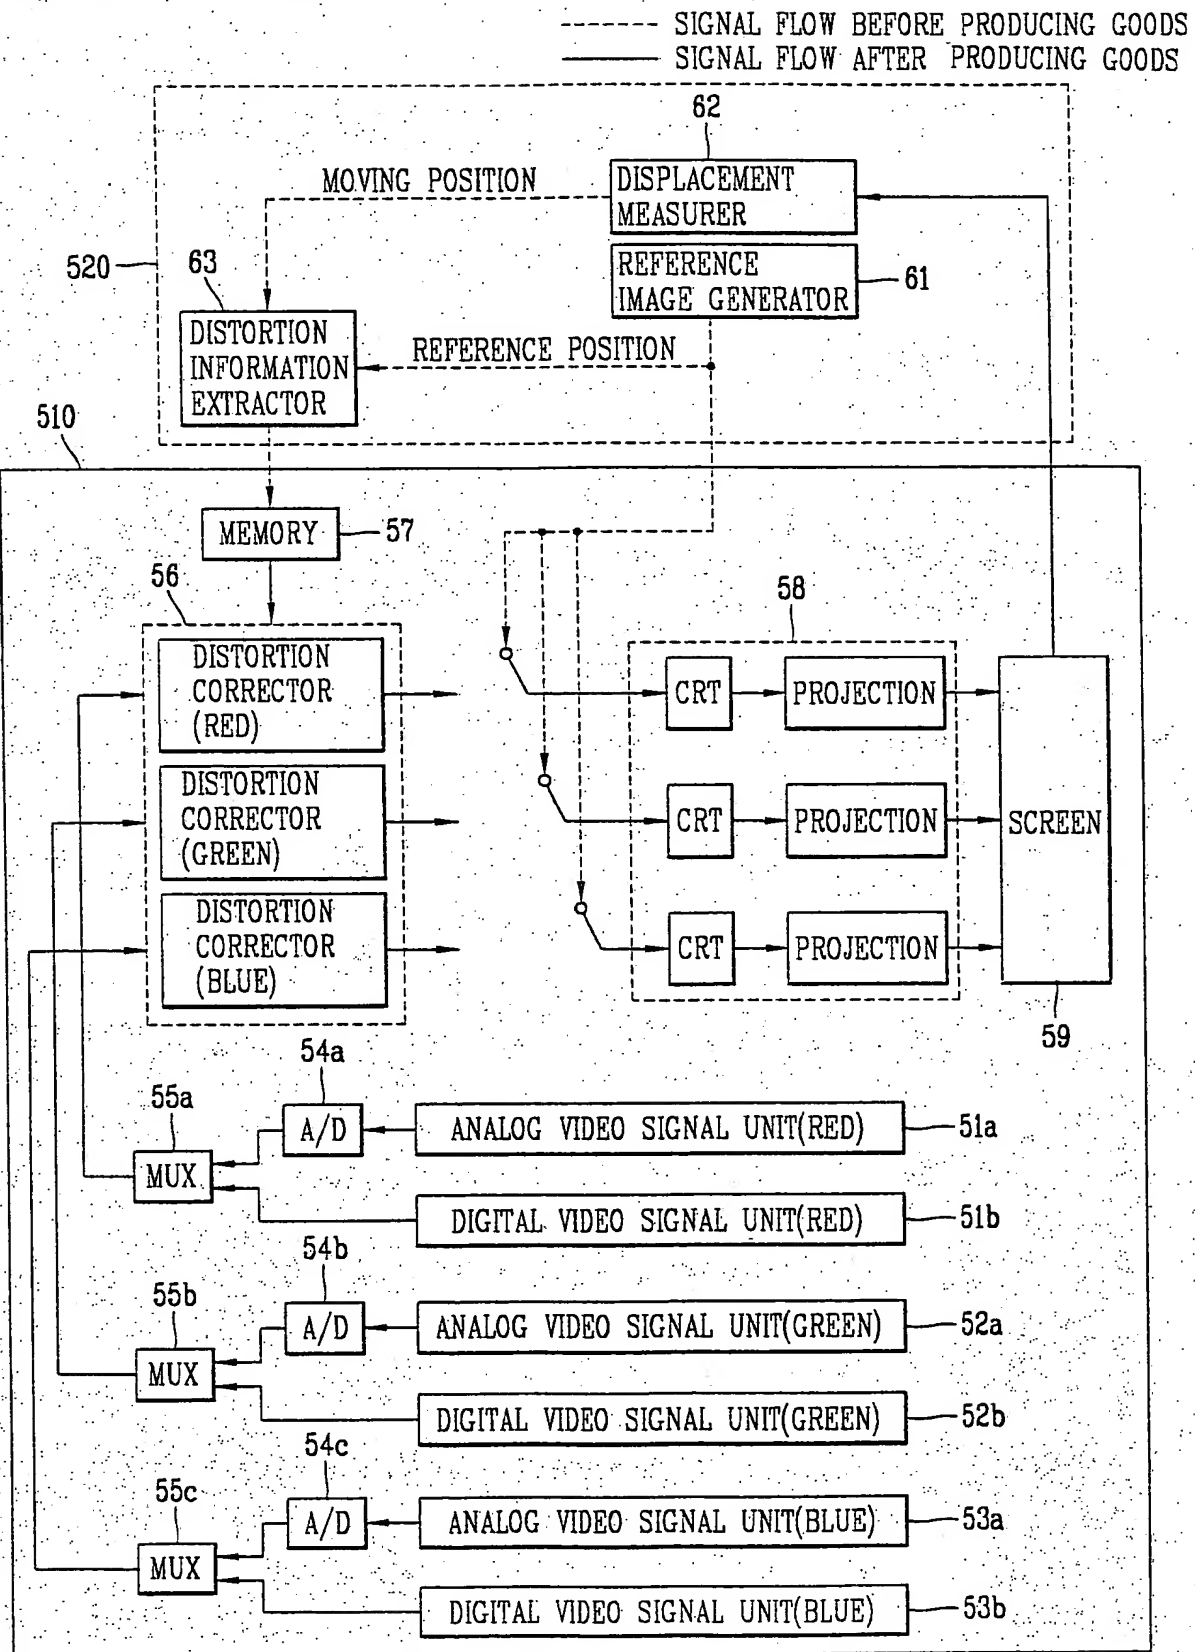 SIGNAL FLOW BEFORE PRODUCING GOODS
SIGNAL FLOW AFTER PRODUCING GOODS
62
MOVING POSITION
DISPLACEMENT
MEASURER
520
63
REFERENCE
IMAGE GENERATOR
61
DISTORTION
INFORMATION
EXTRACTOR
REFERENCE POSITION
510
MEMORY
57
56
58
DISTORTION
CORRECTOR
(RED)
CRT
PROJECTION
DISTORTION
CORRECTOR
(GREEN)
CRT
PROJECTION
SCREEN
DISTORTION
CORRECTOR
(BLUE)
CRT
PROJECTION
59
54a
55a
A/D
ANALOG VIDEO SIGNAL UNIT(RED)
51a
MUX
DIGITAL VIDEO SIGNAL UNIT(RED)
51b
54b
55b
A/D
ANALOG VIDEO SIGNAL UNIT(GREEN)
52a
MUX
DIGITAL VIDEO SIGNAL UNIT(GREEN)
52b
54c
55c
A/D
ANALOG VIDEO SIGNAL UNIT(BLUE)
53a
MUX
DIGITAL VIDEO SIGNAL UNIT(BLUE)
53b